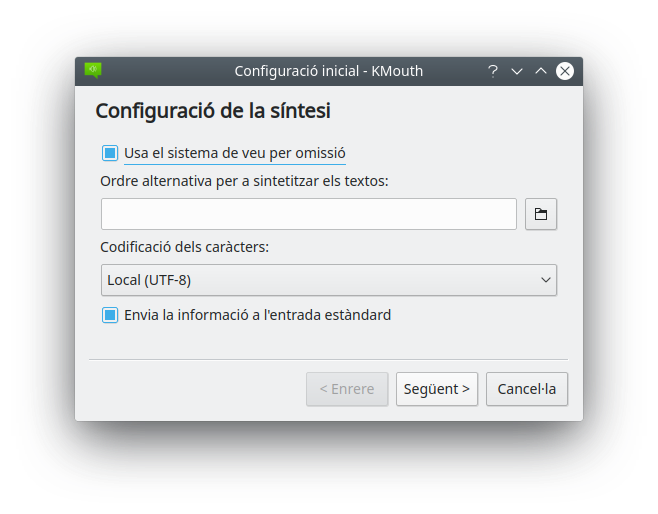 Configuració inicial - KMouth
Configuració de la síntesi
Usa el sistema de veu per omissió
Ordre alternativa per a sintetitzar els textos:
Codificació dels caràcters:
Local (UTF-8)
Envia la informació a l'entrada estàndard
< Enrere
Següent >
Cancel·la